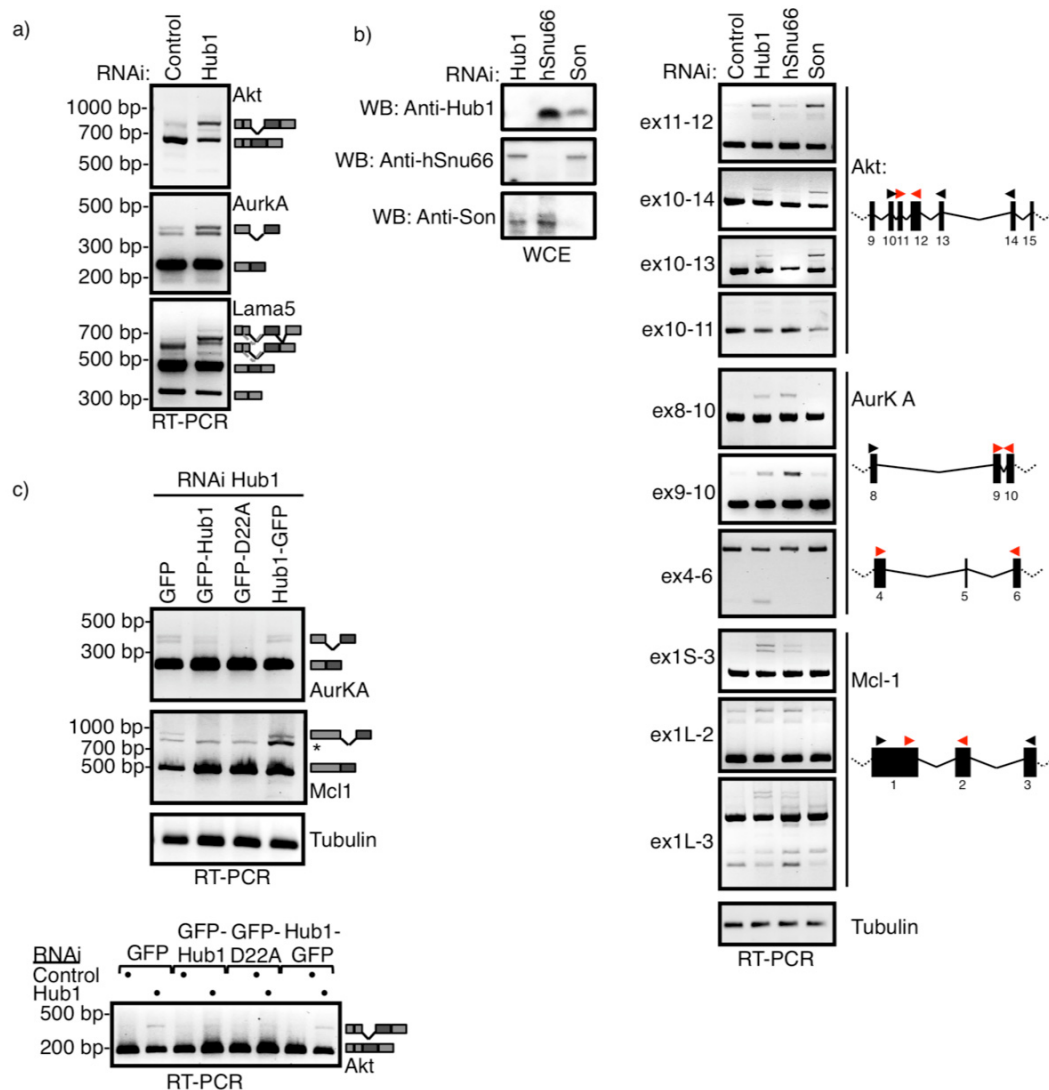 a)
RNAi:
Control
Hub1
Akt
1000 bp-
700 bp-
500 bp-
AurkA
500 bp-
300 bp-
200 bp-
Lama5
700 bp-
500 bp-
300 bp-
RT-PCR
b)
RNAi:
Hub1
hSnu66
Son
WB: Anti-Hub1
WB: Anti-hSnu66
WB: Anti-Son
WCE
RNAi:
Control
Hub1
hSnu66
Son
ex11-12
Akt:
ex10-14
9 10 11 12 13 14 15
ex10-13
ex10-11
ex8-10
AurK A
8 9 10
ex9-10
ex4-6
4 5 6
ex1S-3
Mcl-1
ex1L-2
1 2 3
ex1L-3
Tubulin
RT-PCR
c)
RNAi Hub1
GFP
GFP-Hub1
GFP-D22A
Hub1-GFP
500 bp-
300 bp-
AurKA
1000 bp-
700 bp-
*
500 bp-
Mcl1
Tubulin
RT-PCR
RNAi
GFP
GFP-Hub1
GFP-D22A
Hub1-GFP
Control
Hub1
500 bp-
200 bp-
Akt
RT-PCR